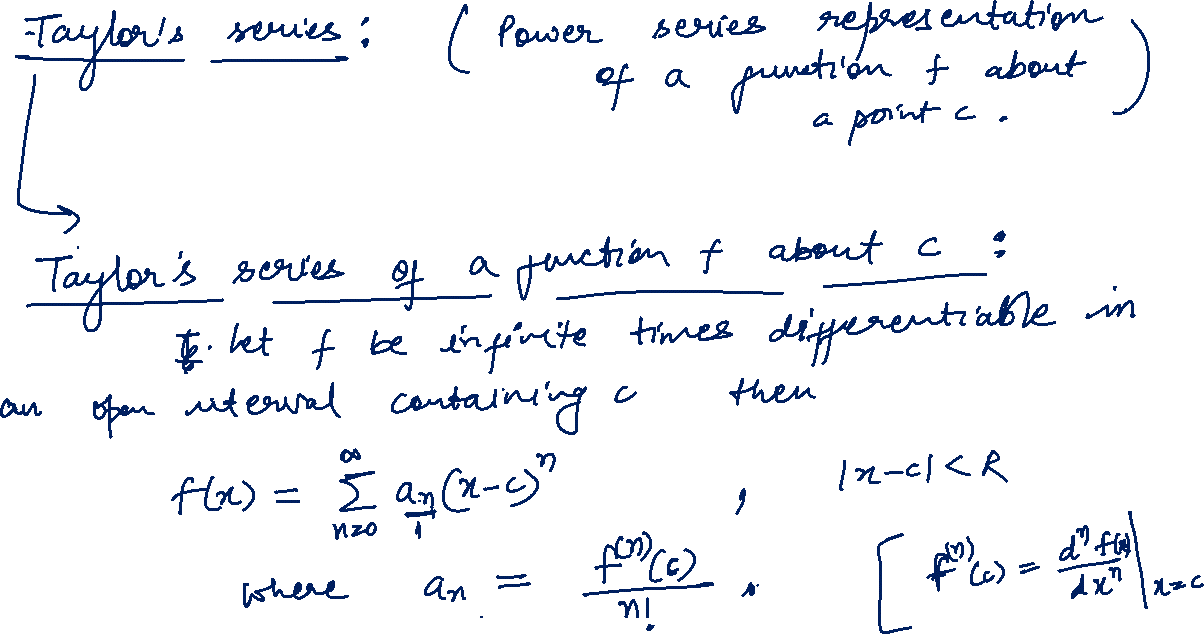 Taylor's series : ( Power series representation
of a function f about
a point c . )
Taylor's series of a function f about c :
let f be infinite times differentiable in
an open interval containing c then
f(x) = ∑_{n=0}^{∞} a_n (x-c)^n , |x-c| < R
where a_n = f^{(n)}(c) / n! , [ f^{(n)}(c) = d^n f(x) / dx^n |_{x=c}